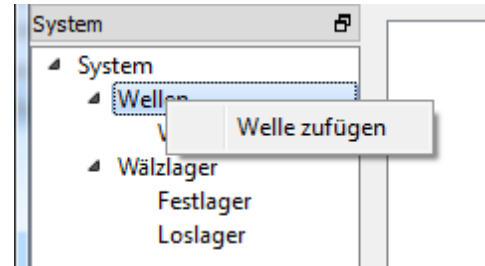 System
System
Wellen
Welle zufügen
Wälzlager
Festlager
Loslager